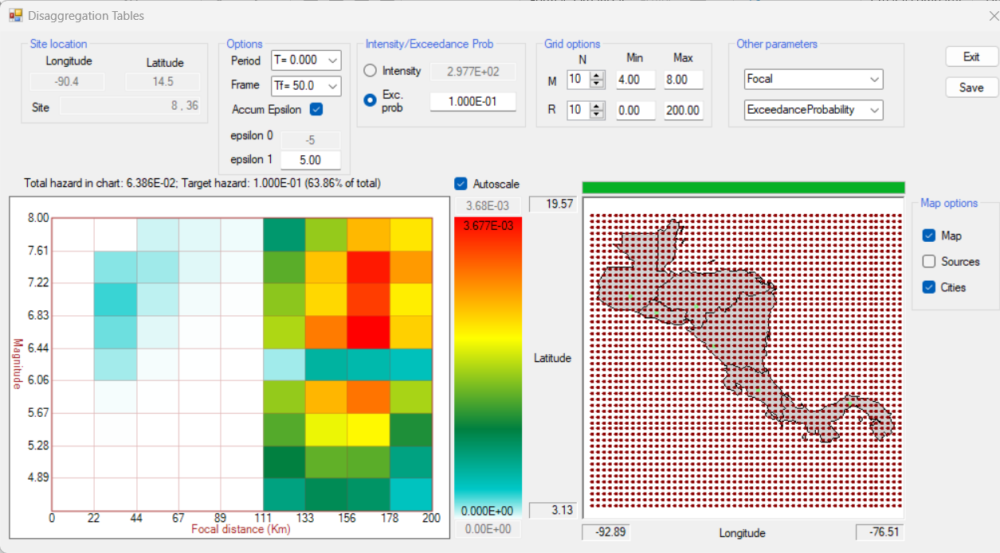 Disaggregation Tables
Site location
Longitude Latitude
-90.4 14.5
Site 8 , 36
Options
Period T= 0.000
Frame Tf= 50.0
Accum Epsilon
epsilon 0 -5
epsilon 1 5.00
Intensity/Exceedance Prob
Intensity 2.977E+02
Exc. prob 1.000E-01
Grid options
N Min Max
M 10 4.00 8.00
R 10 0.00 200.00
Other parameters
Focal
ExceedanceProbability
Exit
Save
Total hazard in chart: 6.386E-02; Target hazard: 1.000E-01 (63.86% of total)
Autoscale
3.68E-03
3.677E-03
0.000E+00
0.00E+00
8.00
7.61
7.22
6.83
6.44
6.06
5.67
5.28
4.89
Magnitude
0 22 44 67 89 111 133 156 178 200
Focal distance (Km)
19.57
Latitude
3.13
-92.89 Longitude -76.51
Map options
Map
Sources
Cities